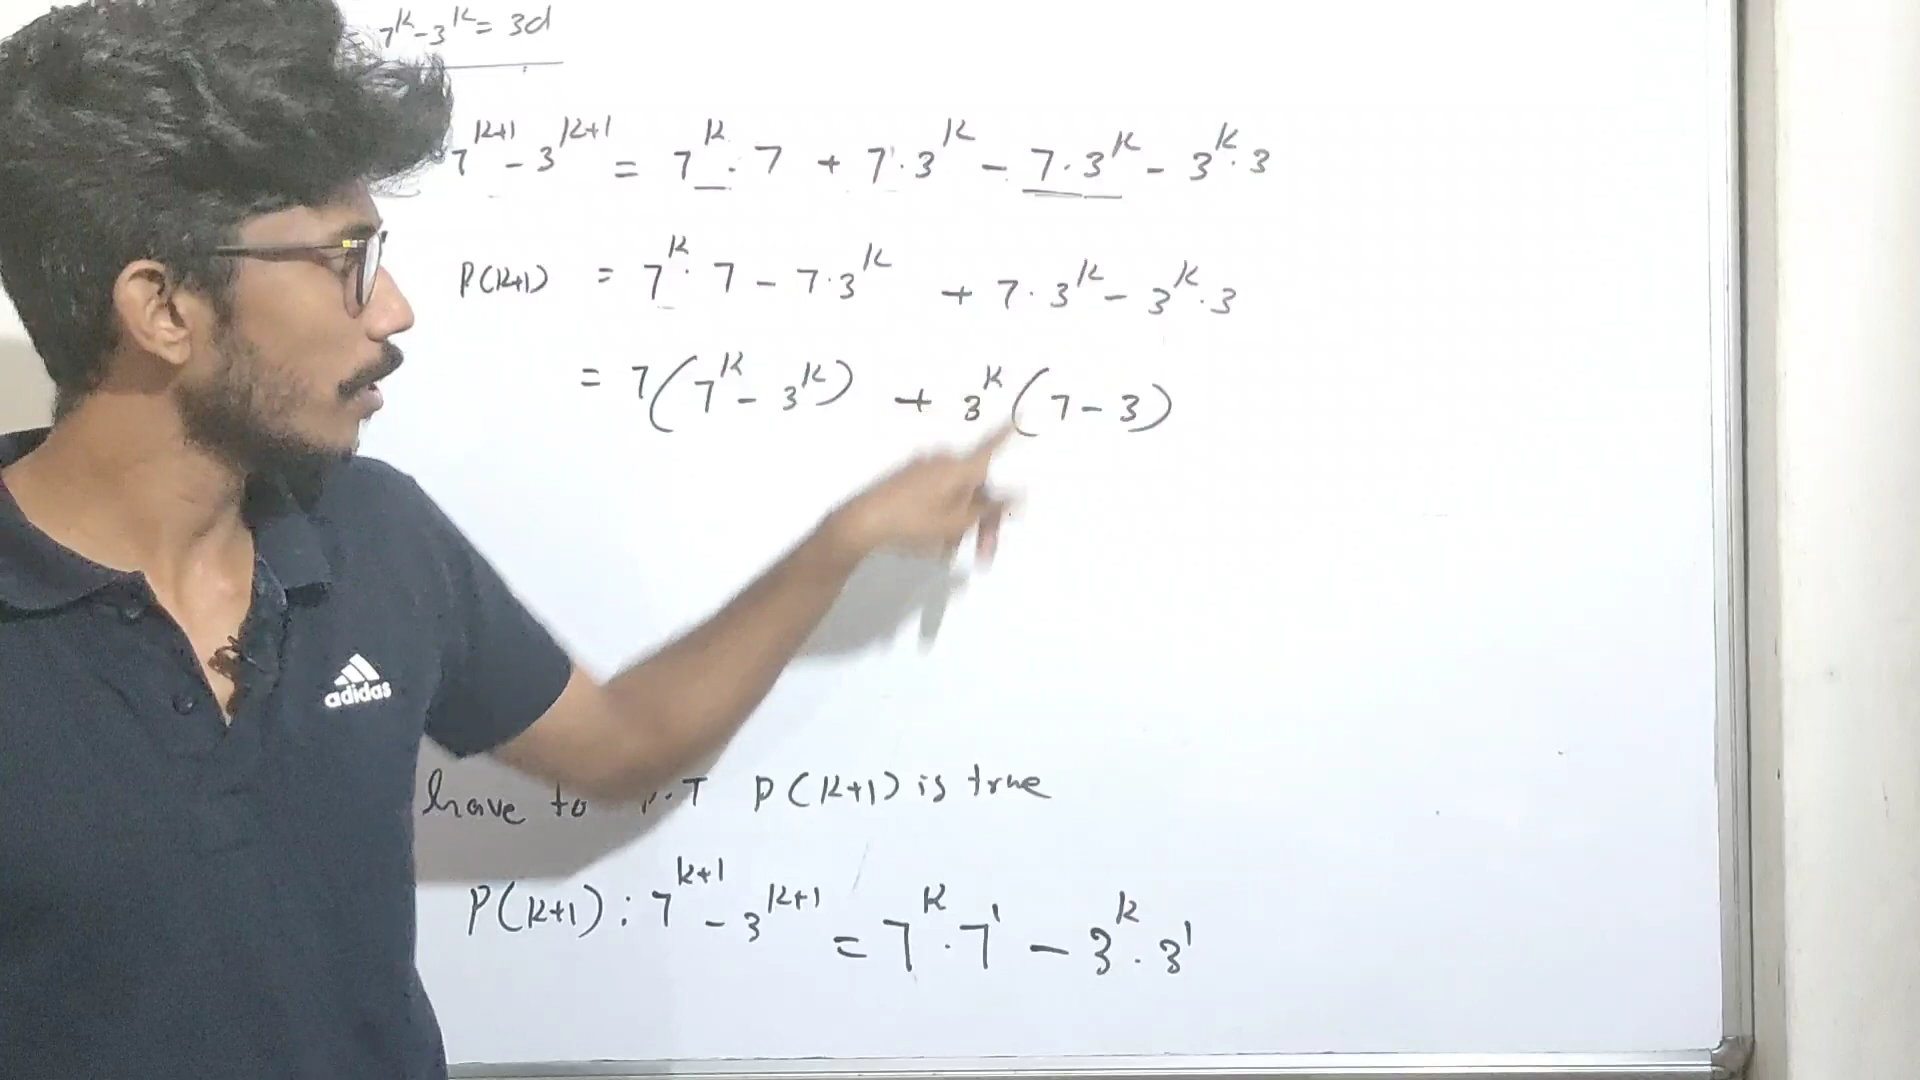 7^k - 3^k = 3d
7^{k+1} - 3^{k+1} = 7^k · 7 + 7 · 3^k - 7 · 3^k - 3^k · 3
P(k+1) = 7^k · 7 - 7 · 3^k + 7 · 3^k - 3^k · 3
= 7(7^k - 3^k) + 3^k(7 - 3)
adidas
have to P.T P(k+1) is true
P(k+1) : 7^{k+1} - 3^{k+1} = 7^k · 7^1 - 3^k · 3^1